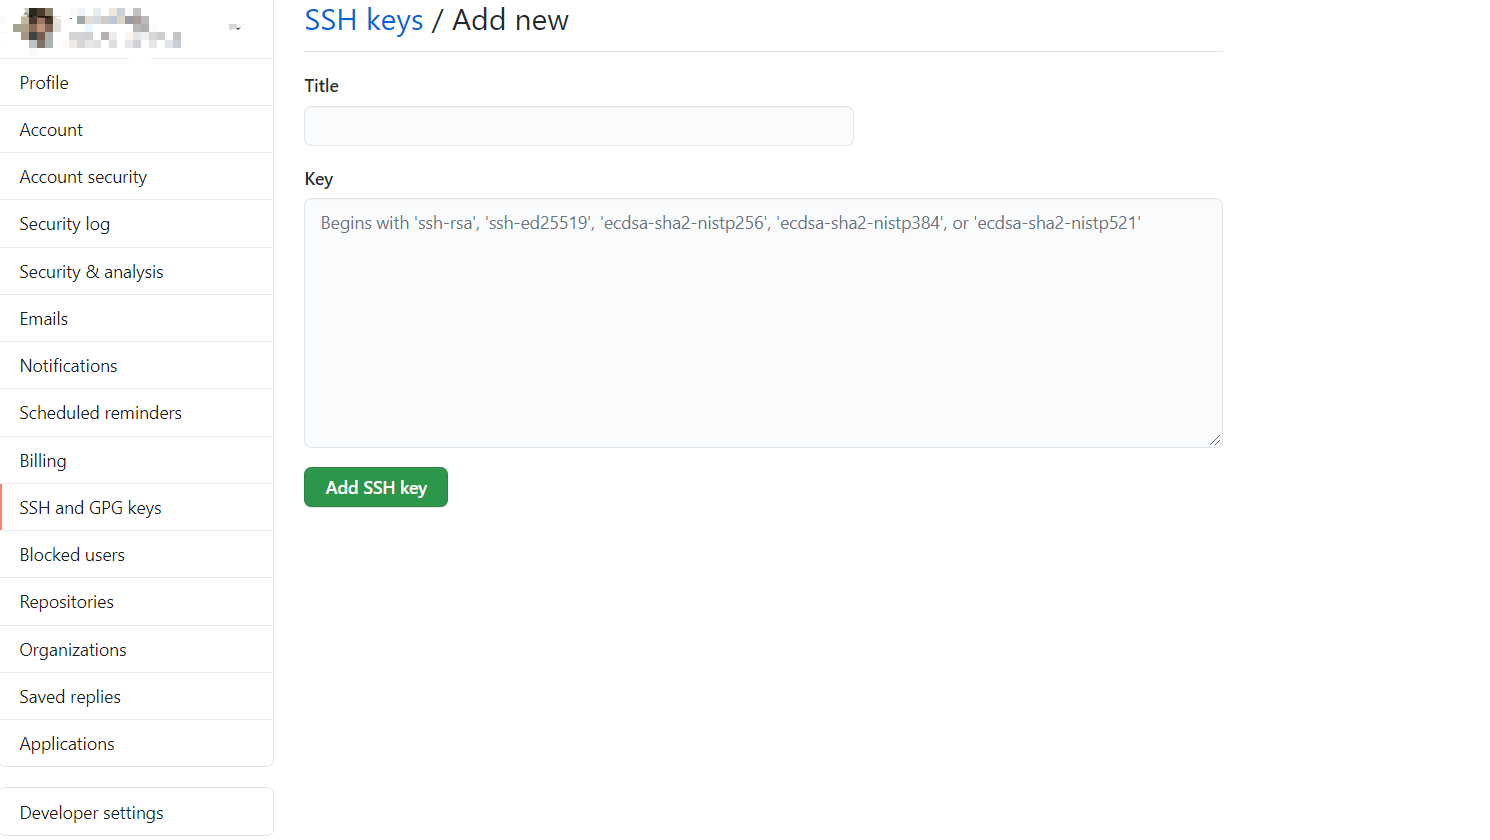 SSH keys / Add new
Title
Key
Begins with 'ssh-rsa', 'ssh-ed25519', 'ecdsa-sha2-nistp256', 'ecdsa-sha2-nistp384', or 'ecdsa-sha2-nistp521'
Add SSH key
Profile
Account
Account security
Security log
Security & analysis
Emails
Notifications
Scheduled reminders
Billing
SSH and GPG keys
Blocked users
Repositories
Organizations
Saved replies
Applications
Developer settings